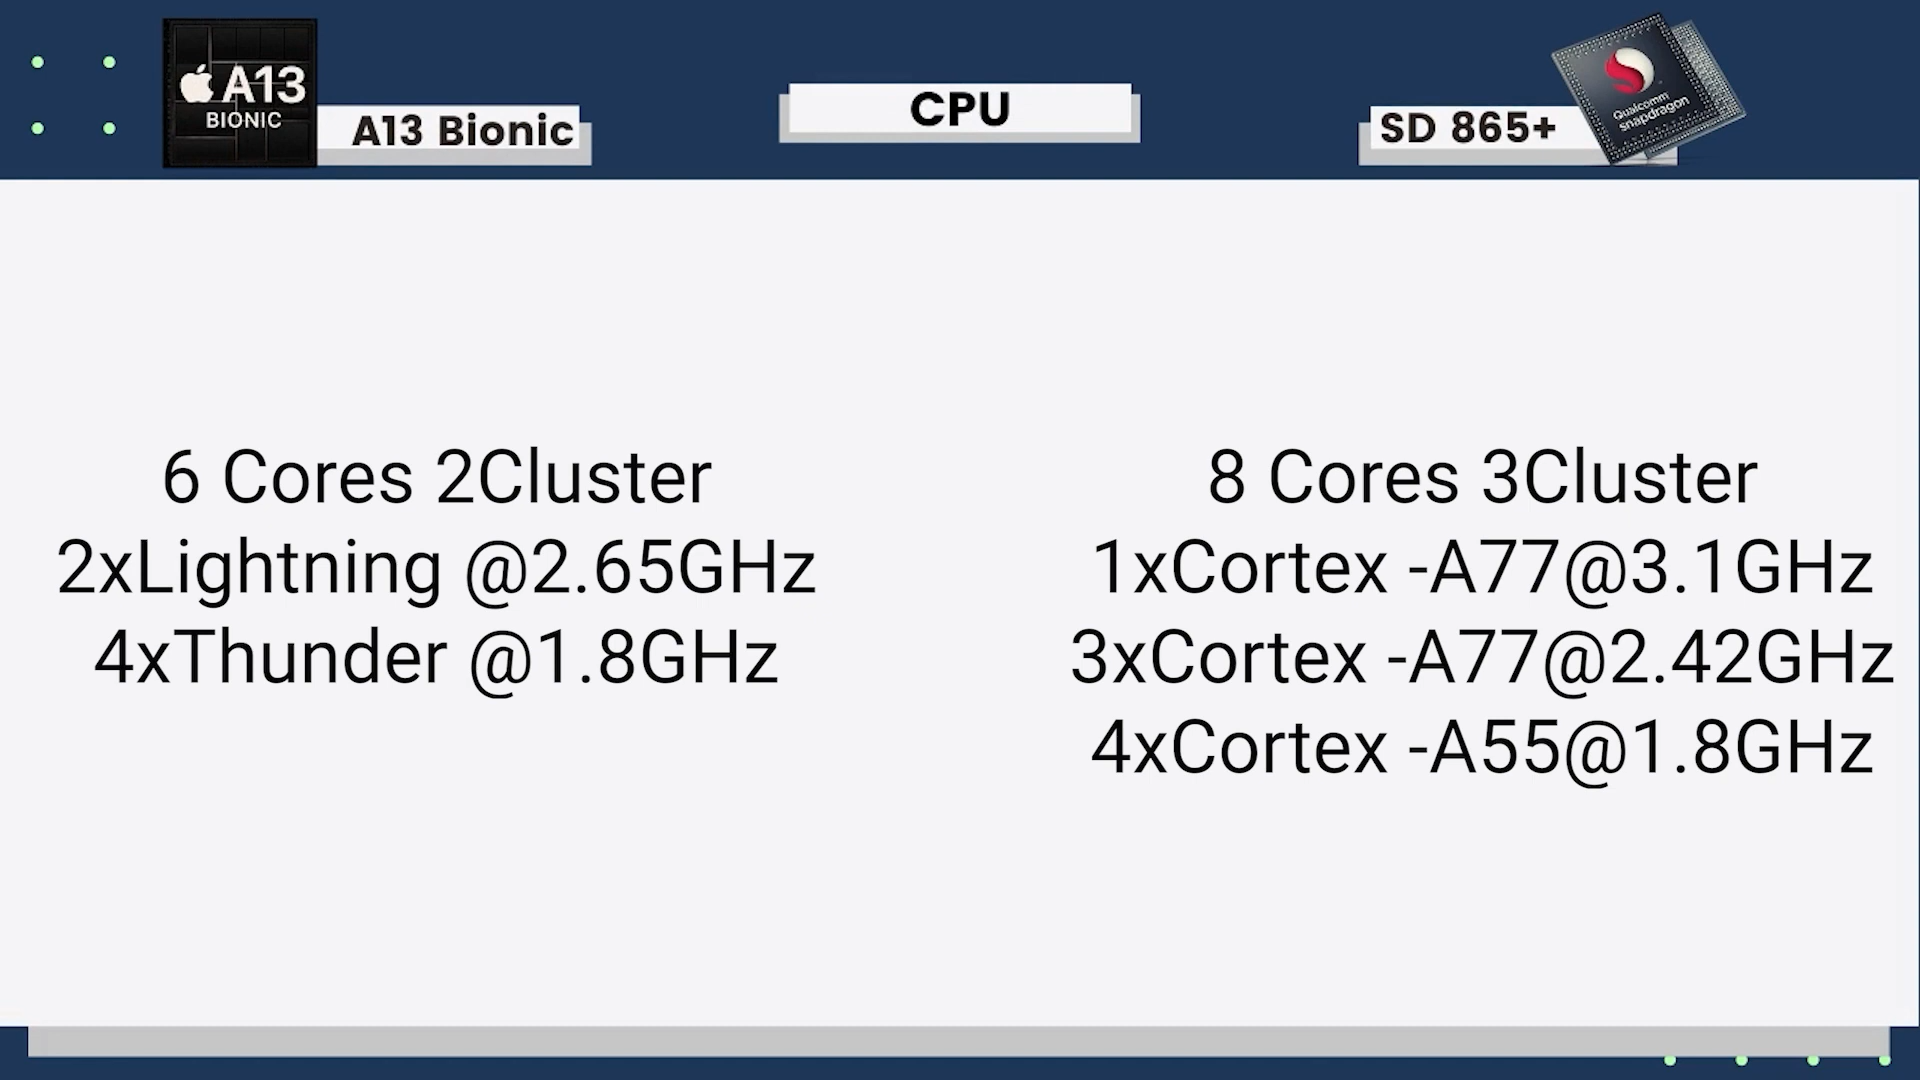 A13
BIONIC
A13 Bionic
CPU
SD 865+
Qualcomm
snapdragon
6 Cores 2Cluster
2xLightning @2.65GHz
4xThunder @1.8GHz
8 Cores 3Cluster
1xCortex -A77@3.1GHz
3xCortex -A77@2.42GHz
4xCortex -A55@1.8GHz